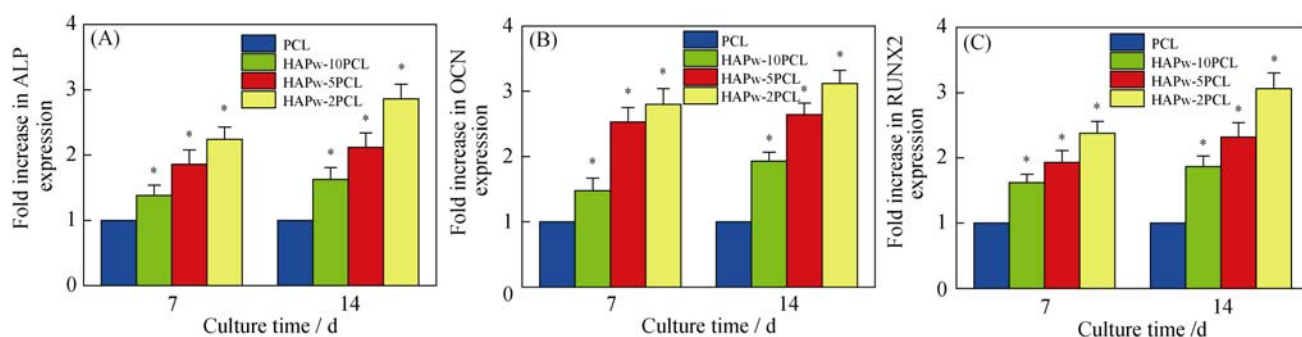 (A)
Fold increase in ALP
expression
4
3
2
1
0
PCL
HAPw-10PCL
HAPw-5PCL
HAPw-2PCL
*
*
*
*
*
*
7
14
Culture time / d
(B)
Fold increase in OCN
expression
4
3
2
1
0
PCL
HAPw-10PCL
HAPw-5PCL
HAPw-2PCL
*
*
*
*
*
*
7
14
Culture time / d
(C)
Fold increase in RUNX2
expression
4
3
2
1
0
PCL
HAPw-10PCL
HAPw-5PCL
HAPw-2PCL
*
*
*
*
*
*
7
14
Culture time / d